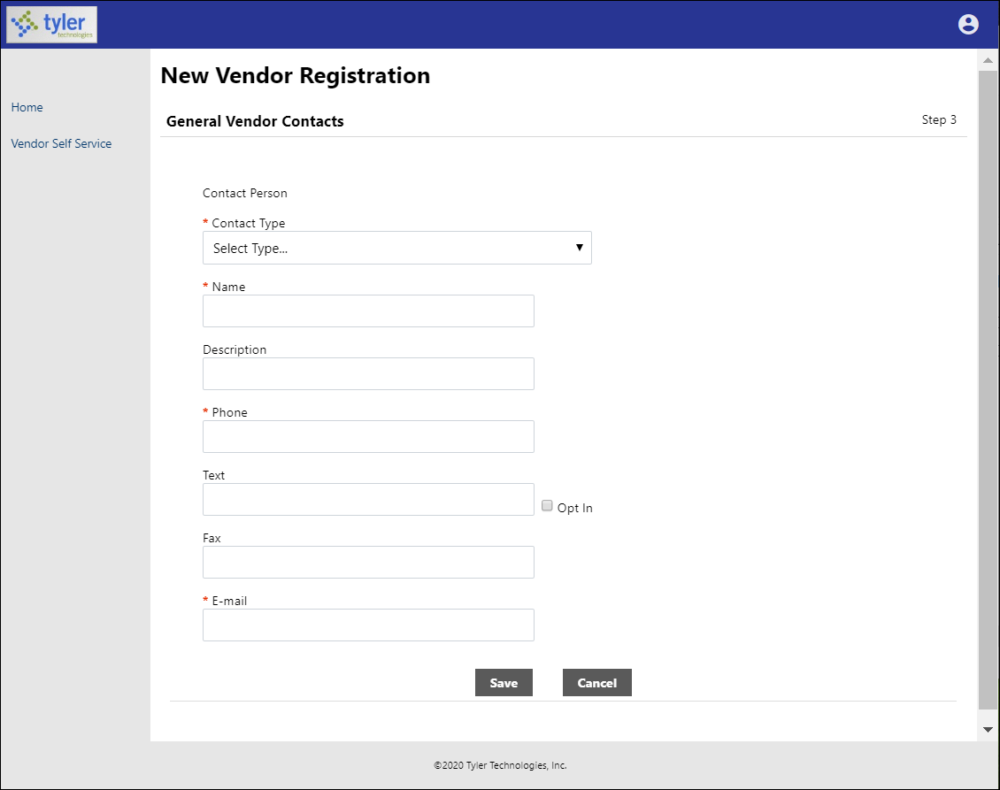 tyler
technologies
Home
Vendor Self Service
New Vendor Registration
General Vendor Contacts
Step 3
Contact Person
* Contact Type
Select Type...
* Name
Description
* Phone
Text
Opt In
Fax
* E-mail
Save
Cancel
©2020 Tyler Technologies, Inc.